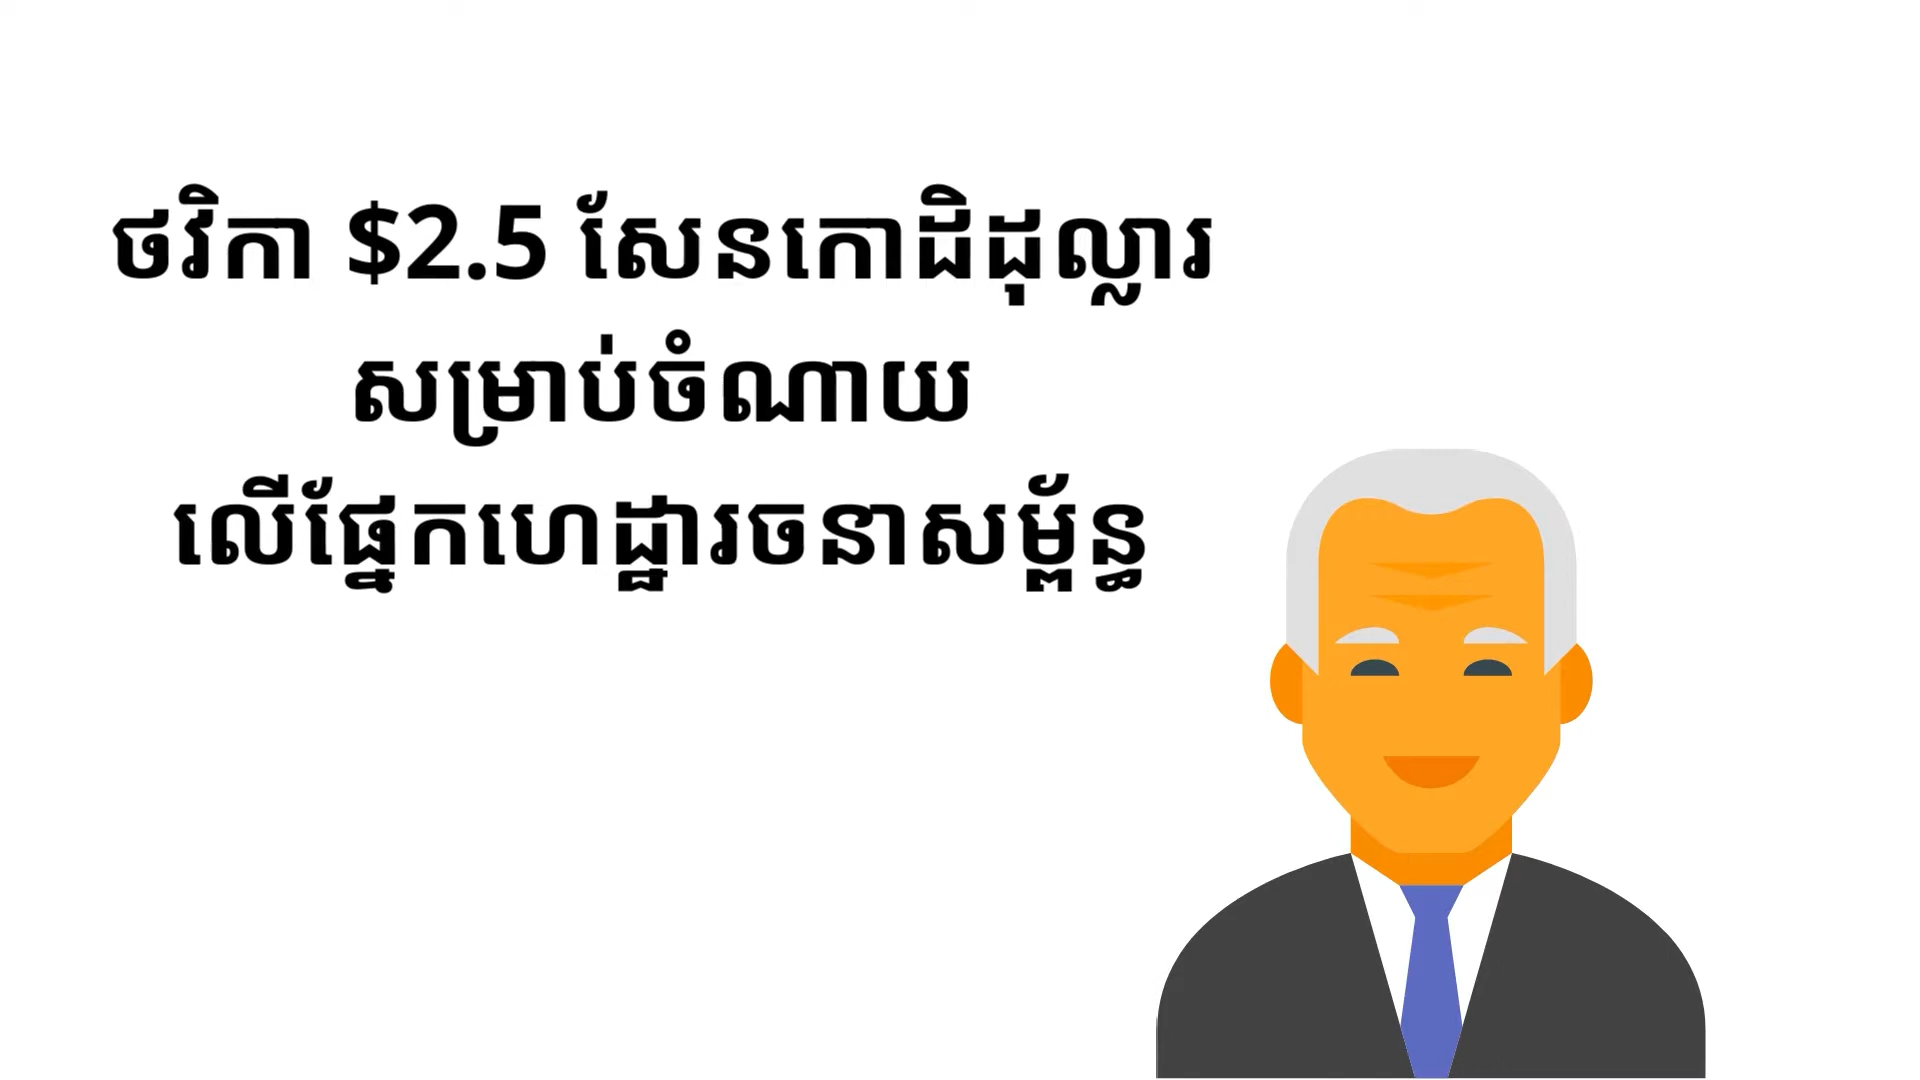 ថវិកា $2.5 សែនកោដិដុល្លារ
សម្រាប់ចំណាយ
លើផ្នែកហេដ្ឋារចនាសម្ព័ន្ធ